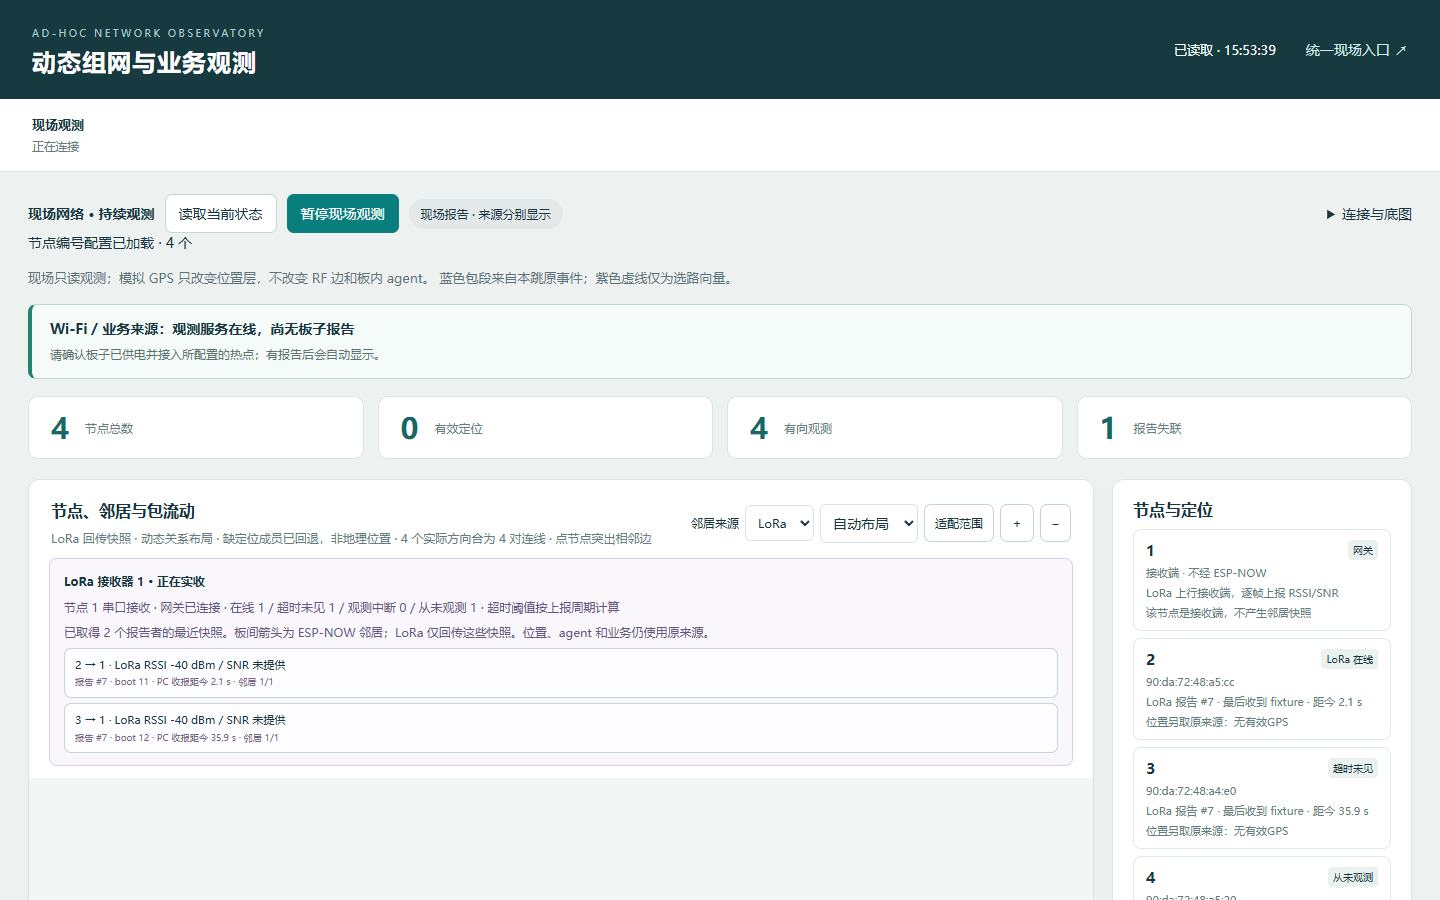 AD-HOC NETWORK OBSERVATORY
动态组网与业务观测
已读取 · 15:53:39
统一现场入口 ↗
现场观测
正在连接
现场网络 • 持续观测
读取当前状态
暂停现场观测
现场报告 · 来源分别显示
▶ 连接与底图
节点编号配置已加载 · 4 个
现场只读观测；模拟 GPS 只改变位置层，不改变 RF 边和板内 agent。 蓝色包段来自本跳原事件；紫色虚线仅为选路向量。
Wi-Fi / 业务来源：观测服务在线，尚无板子报告
请确认板子已供电并接入所配置的热点；有报告后会自动显示。
4 节点总数
0 有效定位
4 有向观测
1 报告失联
节点、邻居与包流动
LoRa 回传快照 · 动态关系布局 · 缺定位成员已回退，非地理位置 · 4 个实际方向合为 4 对连线 · 点节点突出相邻边
邻居来源
LoRa
自动布局
适配范围
+
−
LoRa 接收器 1 • 正在实收
节点 1 串口接收 · 网关已连接 · 在线 1 / 超时未见 1 / 观测中断 0 / 从未观测 1 · 超时阈值按上报周期计算
已取得 2 个报告者的最近快照。板间箭头为 ESP-NOW 邻居；LoRa 仅回传这些快照。位置、agent 和业务仍使用原来源。
2 → 1 · LoRa RSSI -40 dBm / SNR 未提供
报告 #7 · boot 11 · PC 收报距今 2.1 s · 邻居 1/1
3 → 1 · LoRa RSSI -40 dBm / SNR 未提供
报告 #7 · boot 12 · PC 收报距今 35.9 s · 邻居 1/1
节点与定位
1
网关
接收端 · 不经 ESP-NOW
LoRa 上行接收端，逐帧上报 RSSI/SNR
该节点是接收端，不产生邻居快照
2
LoRa 在线
90:da:72:48:a5:cc
LoRa 报告 #7 · 最后收到 fixture · 距今 2.1 s
位置另取原来源：无有效GPS
3
超时未见
90:da:72:48:a4:e0
LoRa 报告 #7 · 最后收到 fixture · 距今 35.9 s
位置另取原来源：无有效GPS
4
从未观测